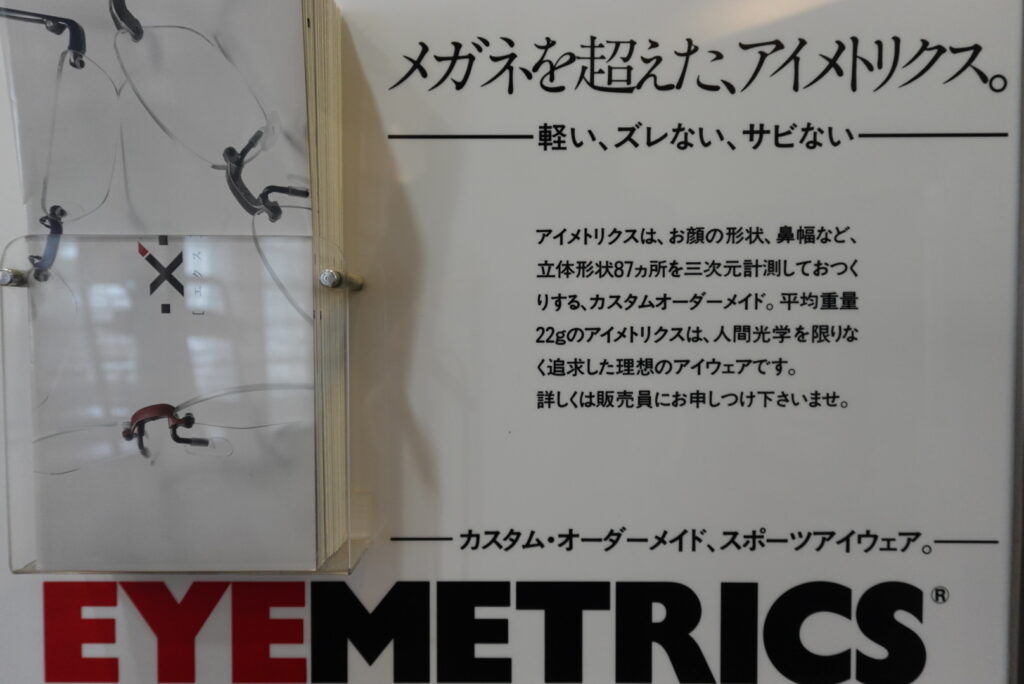 メガネを超えた、アイメトリクス。
軽い、ズレない、サビない
アイメトリクスは、お顔の形状、鼻幅など、
立体形状87ヵ所を三次元計測しておつく
りする、カスタムオーダーメイド。平均重量
22gのアイメトリクスは、人間光学を限りな
く追求した理想のアイウェアです。
詳しくは販売員にお申しつけ下さいませ。
X
[エクス
カスタム・オーダーメイド、スポーツアイウェア。
EYEMETRICS®